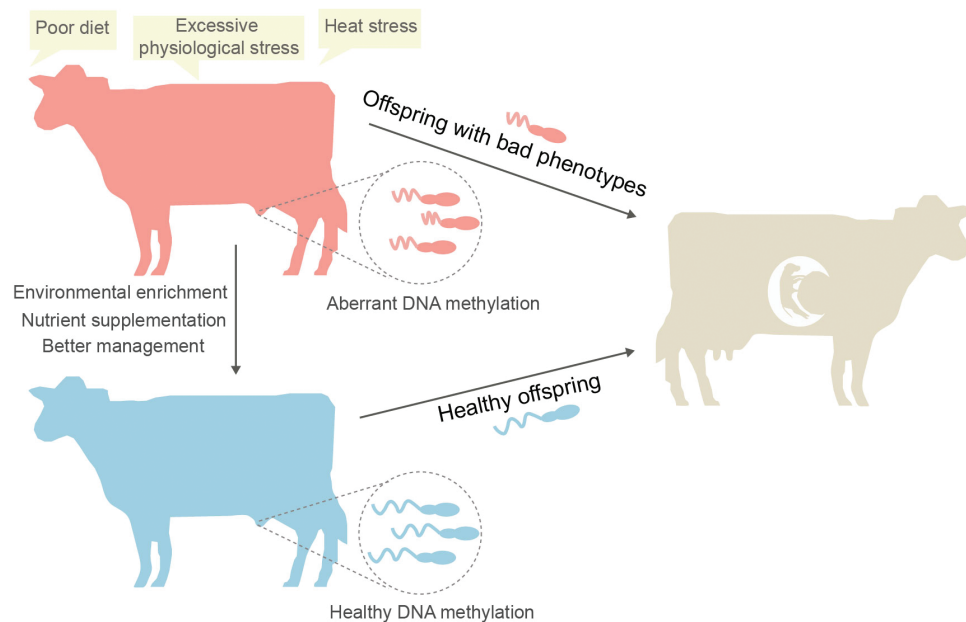 Poor diet
Excessive
physiological stress
Heat stress
Offspring with bad phenotypes
Aberrant DNA methylation
Environmental enrichment
Nutrient supplementation
Better management
Healthy offspring
Healthy DNA methylation